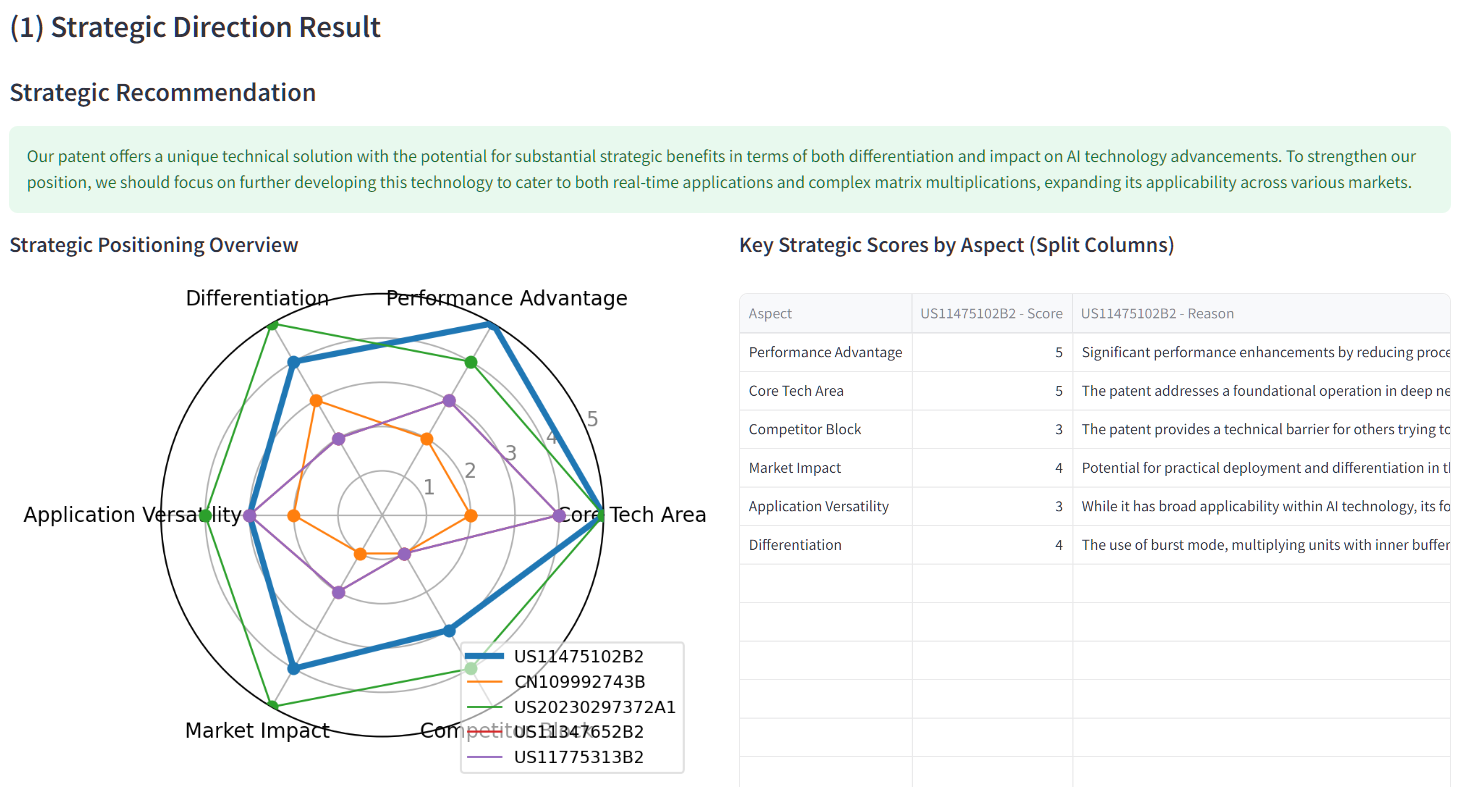 (1) Strategic Direction Result
Strategic Recommendation
Our patent offers a unique technical solution with the potential for substantial strategic benefits in terms of both differentiation and impact on AI technology advancements. To strengthen our
position, we should focus on further developing this technology to cater to both real-time applications and complex matrix multiplications, expanding its applicability across various markets.
Strategic Positioning Overview
Differentiation
Performance Advantage
5
4
3
2
1
Application Versatility
Core Tech Area
Market Impact
Competitor Block
US11475102B2
CN109992743B
US20230297372A1
US11347652B2
US11775313B2
Key Strategic Scores by Aspect (Split Columns)
Aspect US11475102B2 - Score US11475102B2 - Reason
Performance Advantage 5 Significant performance enhancements by reducing proce
Core Tech Area 5 The patent addresses a foundational operation in deep ne
Competitor Block 3 The patent provides a technical barrier for others trying to
Market Impact 4 Potential for practical deployment and differentiation in t
Application Versatility 3 While it has broad applicability within AI technology, its fo
Differentiation 4 The use of burst mode, multiplying units with inner buffer